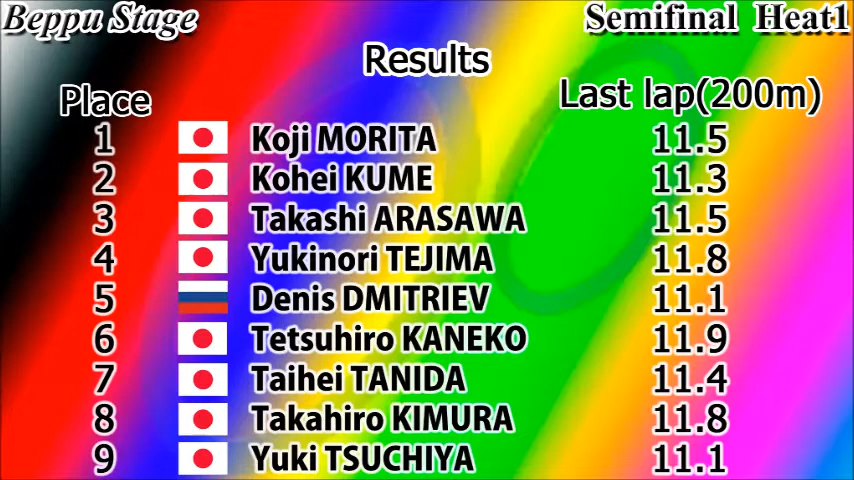 Beppu Stage
Semifinal Heat1
Results
Place Last lap(200m)
1 Koji MORITA 11.5
2 Kohei KUME 11.3
3 Takashi ARASAWA 11.5
4 Yukinori TEJIMA 11.8
5 Denis DMITRIEV 11.1
6 Tetsuhiro KANEKO 11.9
7 Taihei TANIDA 11.4
8 Takahiro KIMURA 11.8
9 Yuki TSUCHIYA 11.1